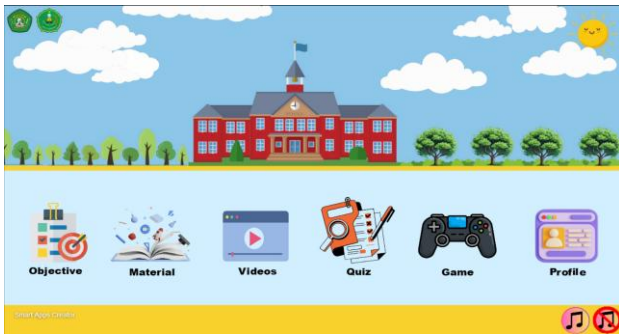 Objective
Material
Videos
Quiz
Game
Profile
Smart Apps Creator